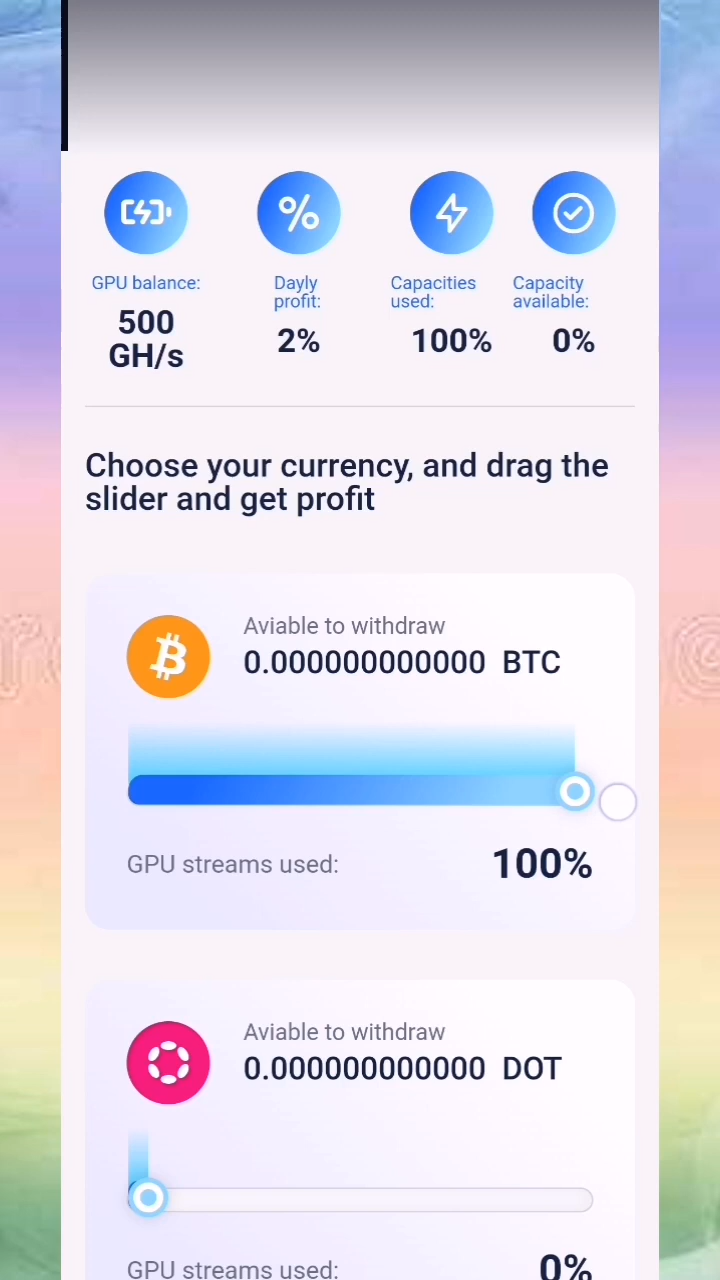 GPU balance:
500
GH/s
Dayly
profit:
2%
Capacities
used:
100%
Capacity
available:
0%
Choose your currency, and drag the
slider and get profit
Aviable to withdraw
0.000000000000 BTC
GPU streams used:
100%
Aviable to withdraw
0.000000000000 DOT
GPU streams used:
0%